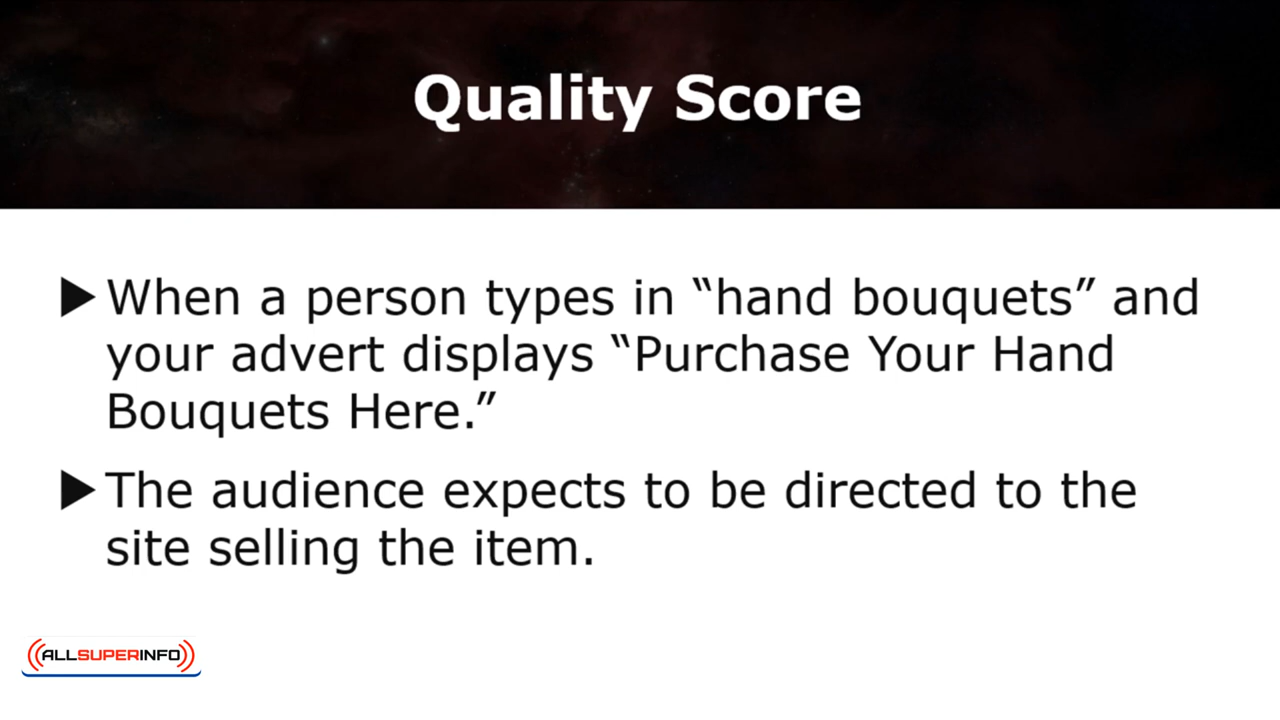 Quality Score
▶When a person types in “hand bouquets” and
your advert displays “Purchase Your Hand
Bouquets Here.”
▶The audience expects to be directed to the
site selling the item.
((ALLSUPERINFO))